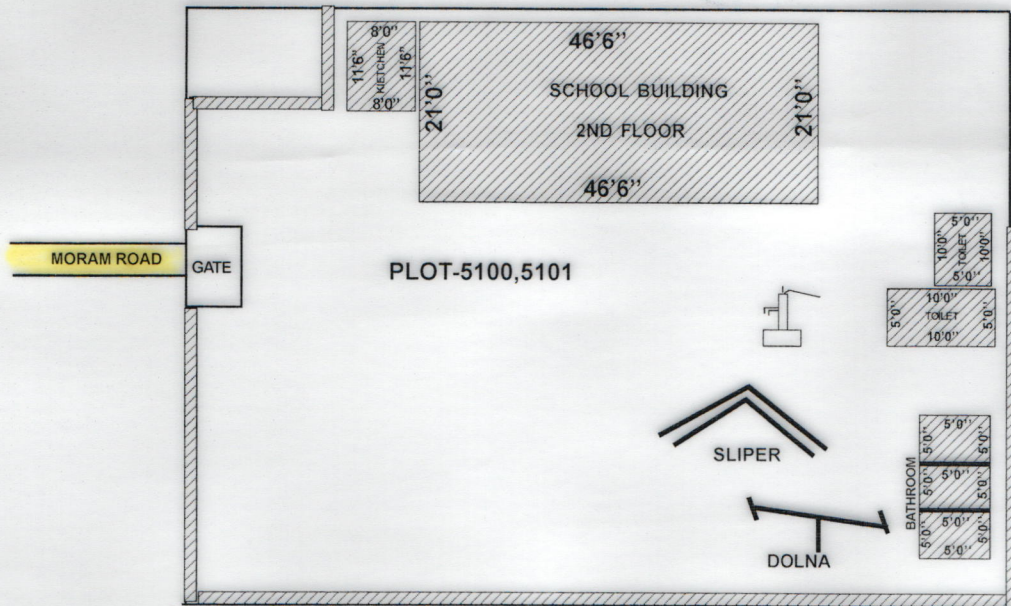 8'0"
11'6"
KIETCHEN
11'6"
8'0"
46'6"
21'0"
SCHOOL BUILDING
2ND FLOOR
21'0"
46'6"
MORAM ROAD
GATE
PLOT-5100,5101
5'0"
10'0"
TOILET
10'0"
5'0"
10'0"
5'0"
TOILET
5'0"
10'0"
SLIPER
DOLNA
BATHROOM
5'0"
5'0"
5'0"
5'0"
5'0"
5'0"
5'0"
5'0"
5'0"
5'0"